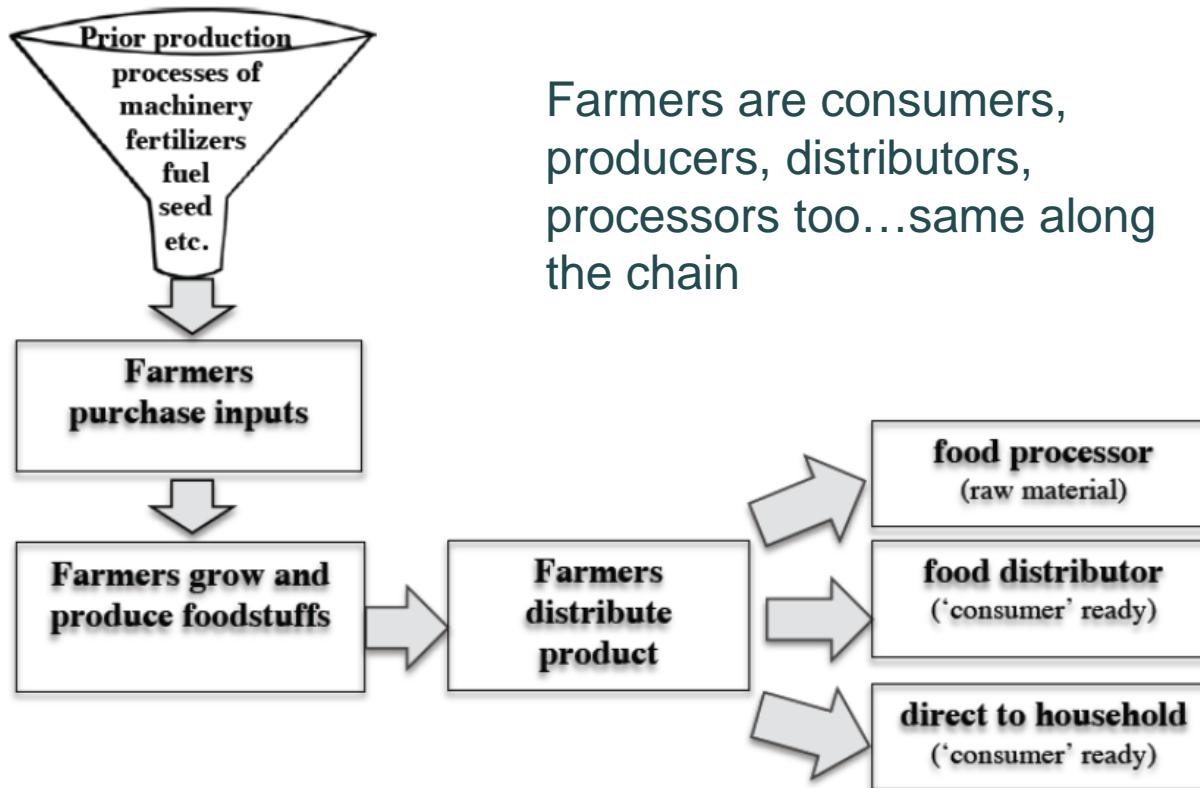 Prior production
processes of
machinery
fertilizers
fuel
seed
etc.
Farmers are consumers,
producers, distributors,
processors too…same along
the chain
Farmers
purchase inputs
Farmers grow and
produce foodstuffs
Farmers
distribute
product
food processor
(raw material)
food distributor
(‘consumer’ ready)
direct to household
(‘consumer’ ready)